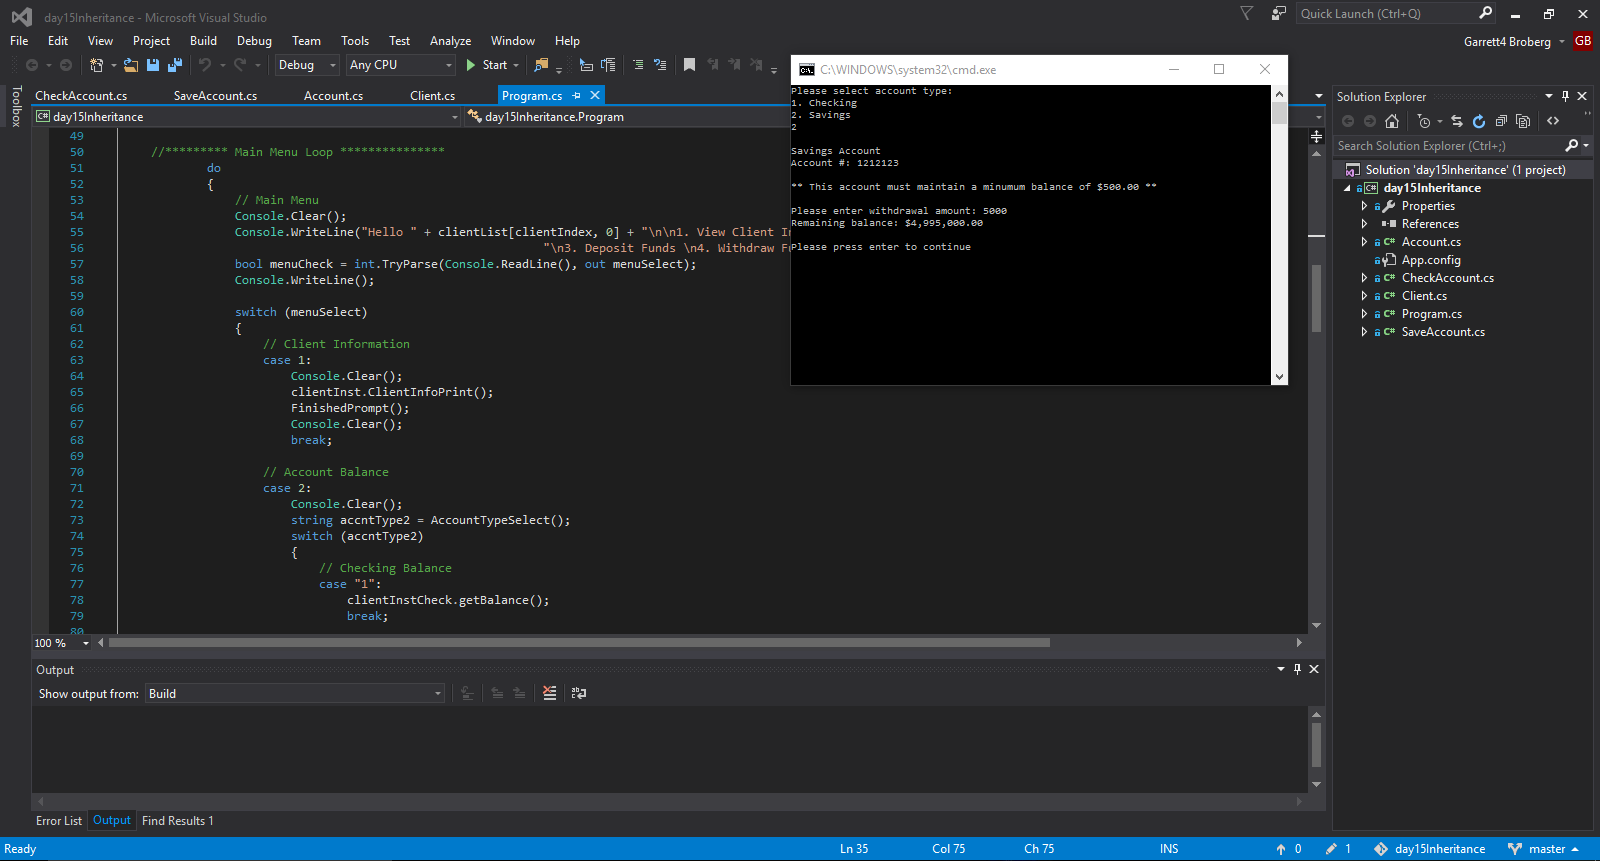 day15Inheritance - Microsoft Visual Studio
Quick Launch (Ctrl+Q)
File Edit View Project Build Debug Team Tools Test Analyze Window Help
Garrett4 Broberg GB
Debug Any CPU Start
Toolbox
CheckAccount.cs SaveAccount.cs Account.cs Client.cs Program.cs
day15Inheritance day15Inheritance.Program
49
50 //********* Main Menu Loop ***************
51 do
52 {
53 // Main Menu
54 Console.Clear();
55 Console.WriteLine("Hello " + clientList[clientIndex, 0] + "\n\n1. View Client In
56 "\n3. Deposit Funds \n4. Withdraw Fu
57 bool menuCheck = int.TryParse(Console.ReadLine(), out menuSelect);
58 Console.WriteLine();
59
60 switch (menuSelect)
61 {
62 // Client Information
63 case 1:
64 Console.Clear();
65 clientInst.ClientInfoPrint();
66 FinishedPrompt();
67 Console.Clear();
68 break;
69
70 // Account Balance
71 case 2:
72 Console.Clear();
73 string accntType2 = AccountTypeSelect();
74 switch (accntType2)
75 {
76 // Checking Balance
77 case "1":
78 clientInstCheck.getBalance();
79 break;
80
100 %
C:\WINDOWS\system32\cmd.exe
Please select account type:
1. Checking
2. Savings
2
Savings Account
Account #: 1212123
** This account must maintain a minumum balance of $500.00 **
Please enter withdrawal amount: 5000
Remaining balance: $4,995,000.00
Please press enter to continue
Solution Explorer
Search Solution Explorer (Ctrl+;)
Solution 'day15Inheritance' (1 project)
day15Inheritance
Properties
References
Account.cs
App.config
CheckAccount.cs
Client.cs
Program.cs
SaveAccount.cs
Output
Show output from: Build
Error List Output Find Results 1
Ready Ln 35 Col 75 Ch 75 INS 0 1 day15Inheritance master